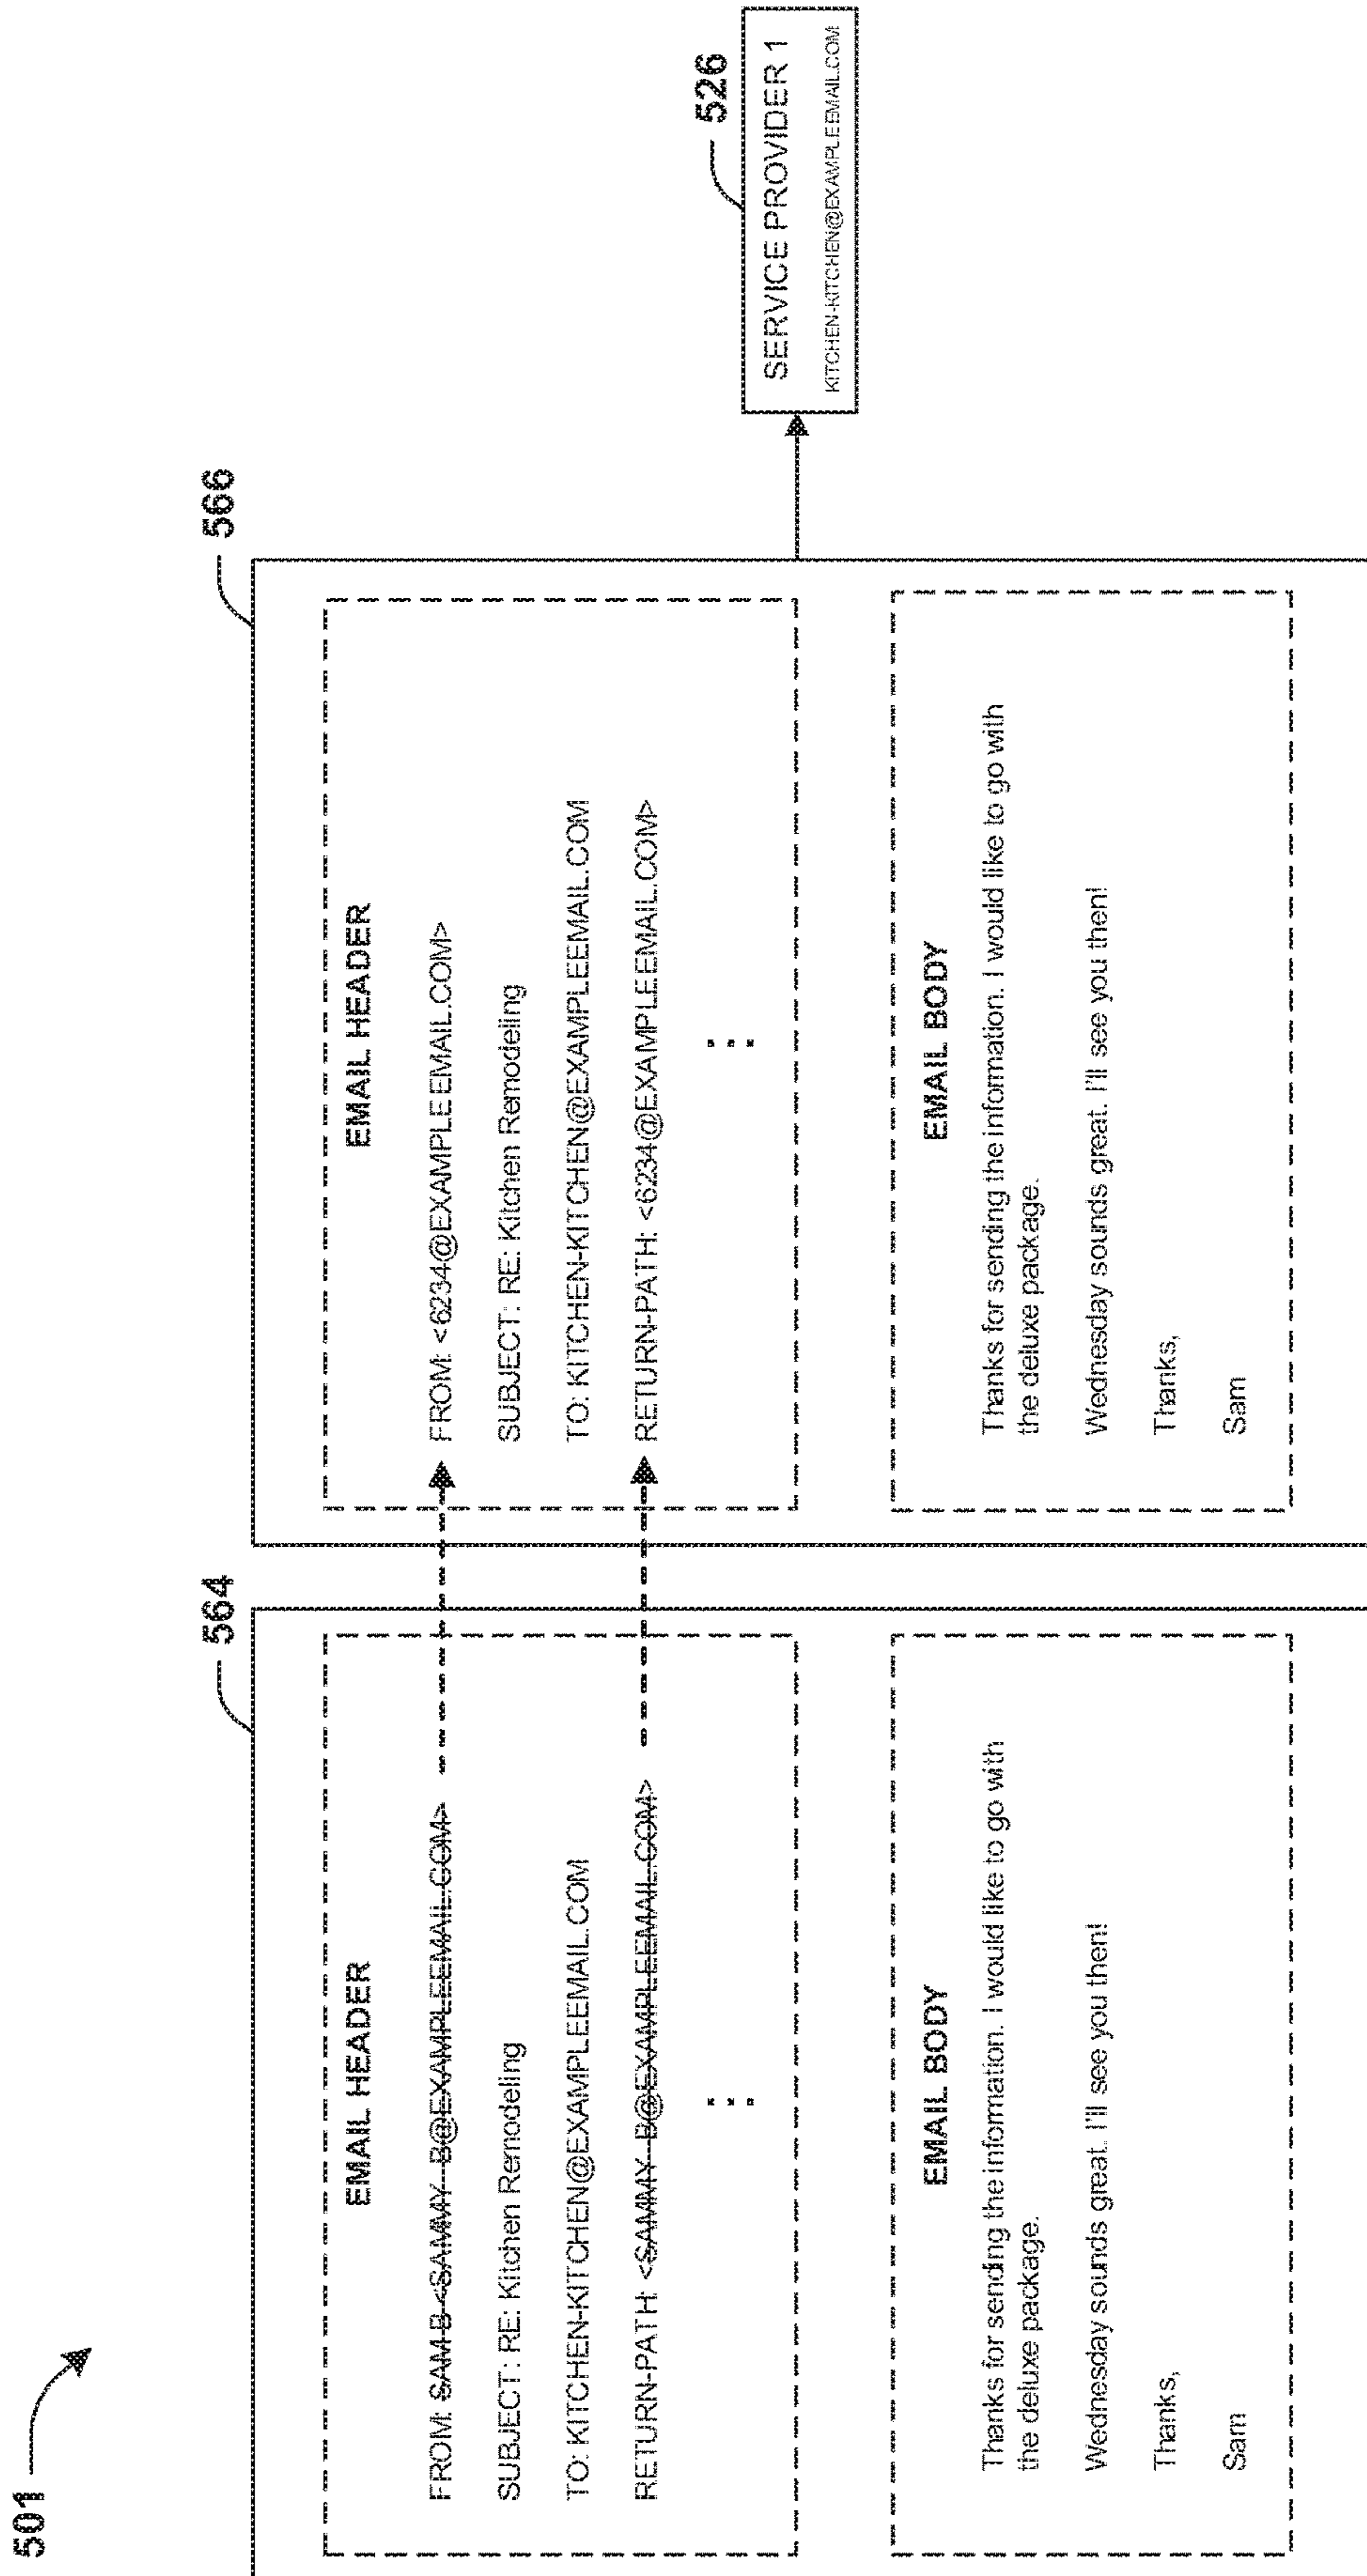 501
564
EMAIL HEADER
FROM: SAM B <SAMMY-B@EXAMPLEEMAIL.COM>
SUBJECT: RE: Kitchen Remodeling
TO: KITCHEN-KITCHEN@EXAMPLEEMAIL.COM
RETURN-PATH: <SAMMY-B@EXAMPLEEMAIL.COM>
⋮
EMAIL BODY
Thanks for sending the information. I would like to go with
the deluxe package.
Wednesday sounds great. I'll see you then!
Thanks,
Sam
566
EMAIL HEADER
FROM: <6234@EXAMPLEEMAIL.COM>
SUBJECT: RE: Kitchen Remodeling
TO: KITCHEN-KITCHEN@EXAMPLEEMAIL.COM
RETURN-PATH: <6234@EXAMPLEEMAIL.COM>
⋮
EMAIL BODY
Thanks for sending the information. I would like to go with
the deluxe package.
Wednesday sounds great. I'll see you then!
Thanks,
Sam
526
SERVICE PROVIDER 1
KITCHEN-KITCHEN@EXAMPLEEMAIL.COM